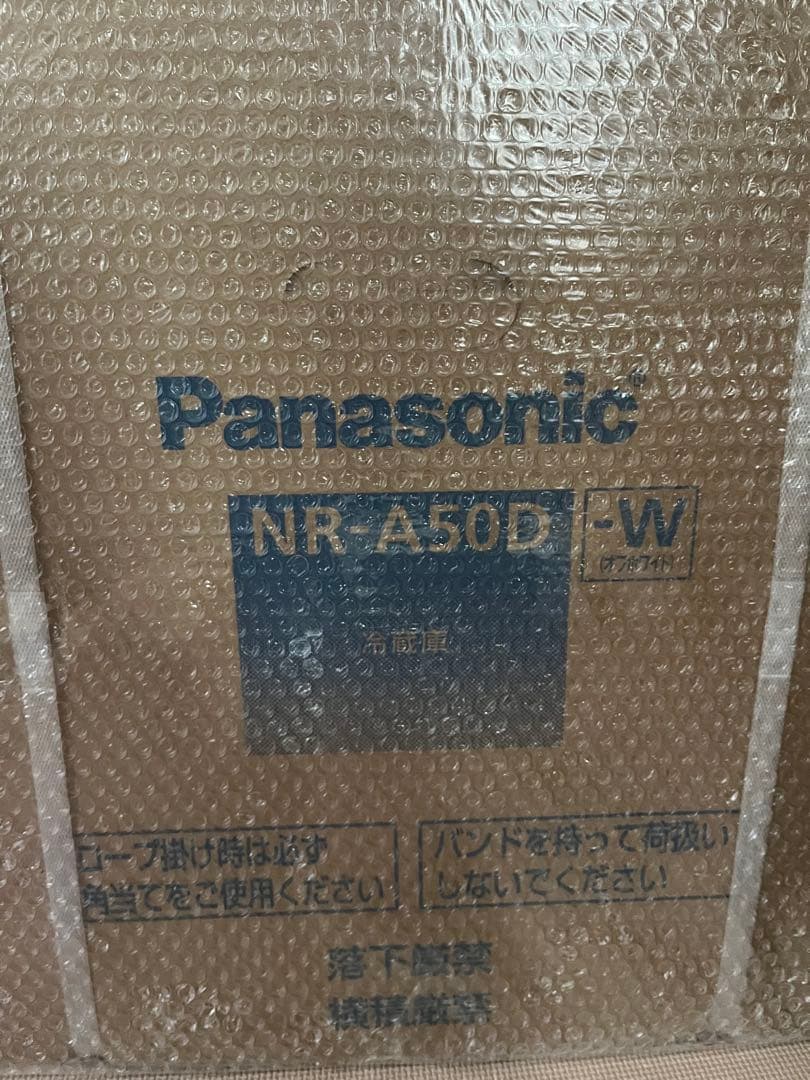 Panasonic®
NR-A50D
-W
(オフホワイト)
冷蔵庫
ロープ掛け時は必ず
角当てをご使用ください
バンドを持って荷扱い
しないでください
落下厳禁
横積厳禁